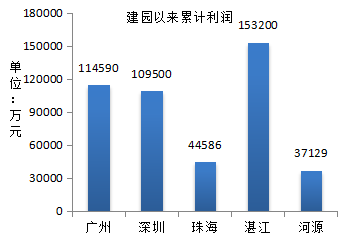 建园以来累计利润
单位：万元
180000
150000
120000
90000
60000
30000
0
114590
109500
44586
153200
37129
广州
深圳
珠海
湛江
河源